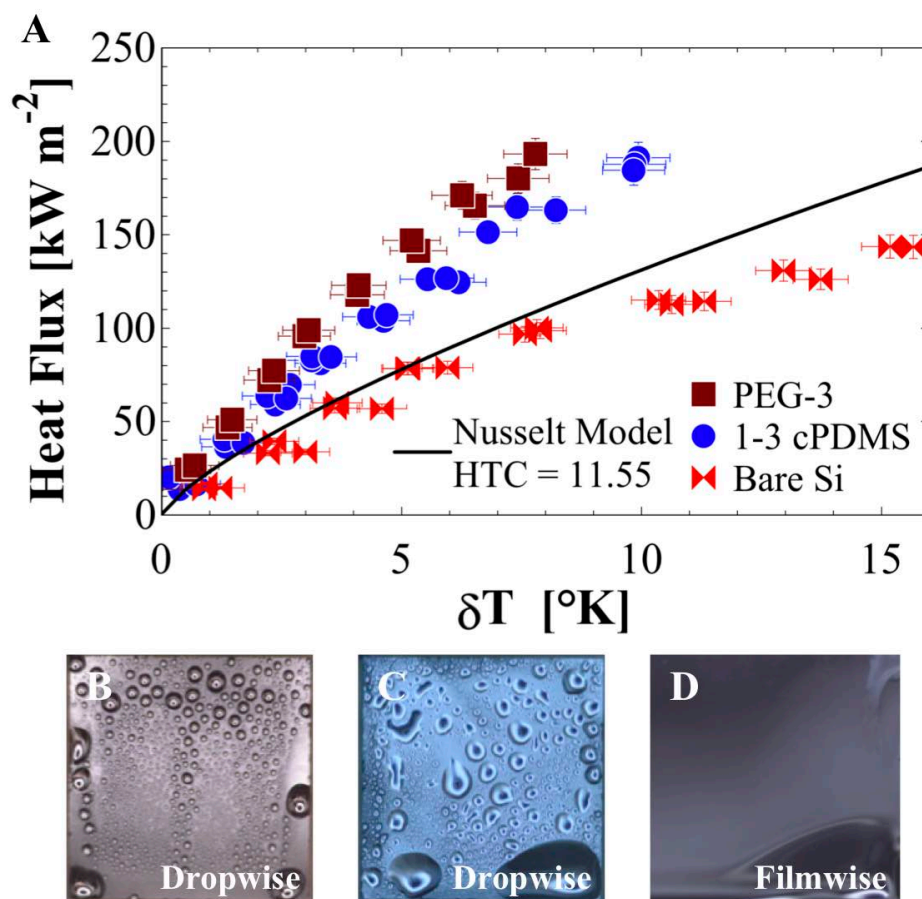 A
Heat Flux [kW m⁻²]
250
200
150
100
50
0
PEG-3
1-3 cPDMS
Bare Si
Nusselt Model
HTC = 11.55
0
5
10
15
δT [°K]
B
Dropwise
C
Dropwise
D
Filmwise